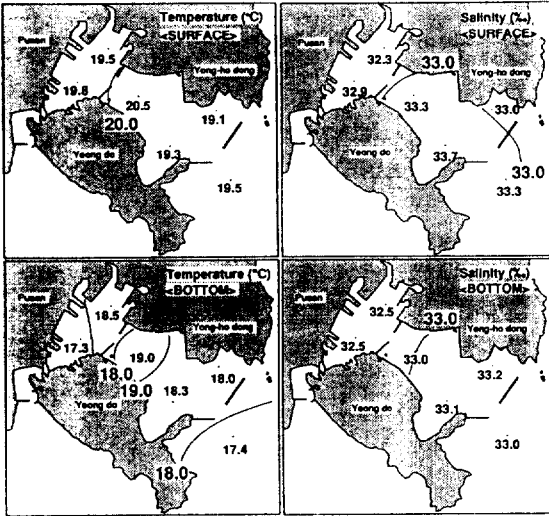 Temperature (°C)
<SURFACE>
Pusan
19.5
Yong-ho dong
19.8
20.5
20.0
19.1
Yeong do
19.3
19.5
Salinity (‰)
<SURFACE>
Pusan
32.3
33.0
Yong-ho dong
32.9
33.3
33.0
Yeong do
33.7
33.0
33.3
Temperature (°C)
<BOTTOM>
Pusan
18.5
Yong-ho dong
17.3
19.0
18.0
18.0
19.0
18.3
Yeong do
17.4
18.0
Salinity (‰)
<BOTTOM>
Pusan
32.5
33.0
Yong-ho dong
32.5
33.0
33.2
Yeong do
33.1
33.0